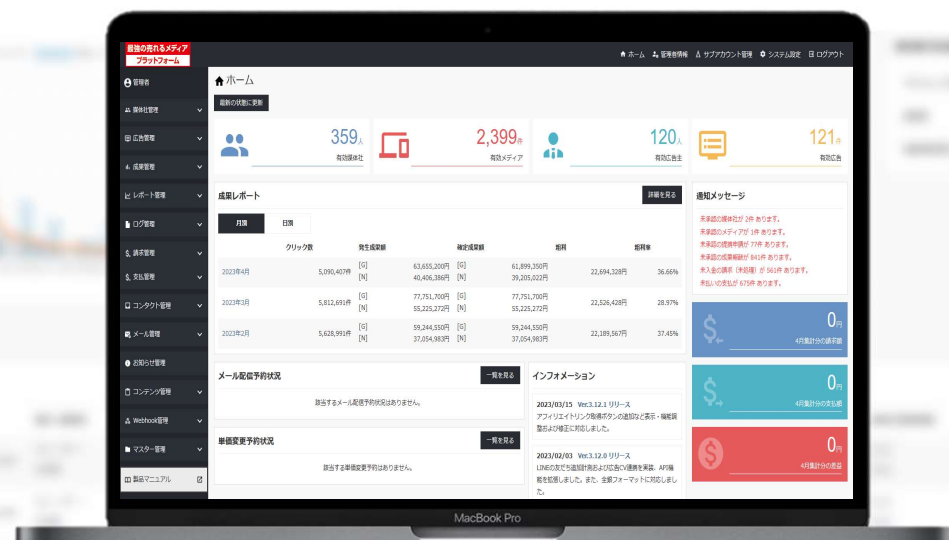 最強の売れるメディア
プラットフォーム
ホーム 管理者情報 サブアカウント管理 システム設定 ログアウト
管理者
媒体社管理
広告管理
成果管理
レポート管理
ログ管理
請求管理
支払管理
コンタクト管理
メール管理
お知らせ管理
コンテンツ管理
Webhook管理
マスター管理
製品マニュアル
ホーム
最新の状態に更新
359人
有効媒体社
2,399件
有効メディア
120人
有効広告主
121件
有効広告
成果レポート
詳細を見る
月別 日別
クリック数 発生成果額 確定成果額 粗利 粗利率
2023年4月 5,090,407件 [G] 63,655,200円 [G] 61,899,350円 22,694,328円 36.66%
[N] 40,406,386円 [N] 39,205,022円
2023年3月 5,812,691件 [G] 77,751,700円 [G] 77,751,700円 22,526,428円 28.97%
[N] 55,225,272円 [N] 55,225,272円
2023年2月 5,628,991件 [G] 59,244,550円 [G] 59,244,550円 22,189,567円 37.45%
[N] 37,054,983円 [N] 37,054,983円
メール配信予約状況
一覧を見る
該当するメール配信予約状況はありません。
単価変更予約状況
一覧を見る
該当する単価変更予約はありません。
インフォメーション
2023/03/15 Ver.3.12.1 リリース
アフィリエイトリンク取得ボタンの追加など表示・機能調
整および修正に対応しました。
2023/02/03 Ver.3.12.0 リリース
LINEの友だち追加計測および広告CV連携を実装、API機
能を拡張しました。また、全銀フォーマットに対応しまし
た。
通知メッセージ
未承認の媒体社が 2件 あります。
未承認のメディアが 1件 あります。
未承認の提携申請が 77件 あります。
未承認の成果報酬が 841件 あります。
未入金の請求（未処理）が 561件 あります。
未払いの支払が 675件 あります。
0円
4月集計分の請求額
0円
4月集計分の支払額
0円
4月集計分の差益
MacBook Pro